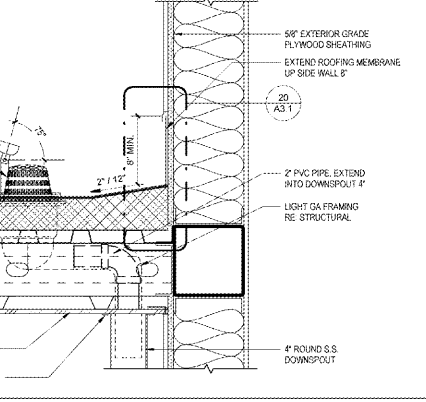 5/8" EXTERIOR GRADE
PLYWOOD SHEATHING
EXTEND ROOFING MEMBRANE
UP SIDE WALL 8"
20
A3.1
75°
8" MIN.
2" / 12"
2" PVC PIPE, EXTEND
INTO DOWNSPOUT 4"
LIGHT GA FRAMING
RE: STRUCTURAL
4" ROUND S.S.
DOWNSPOUT